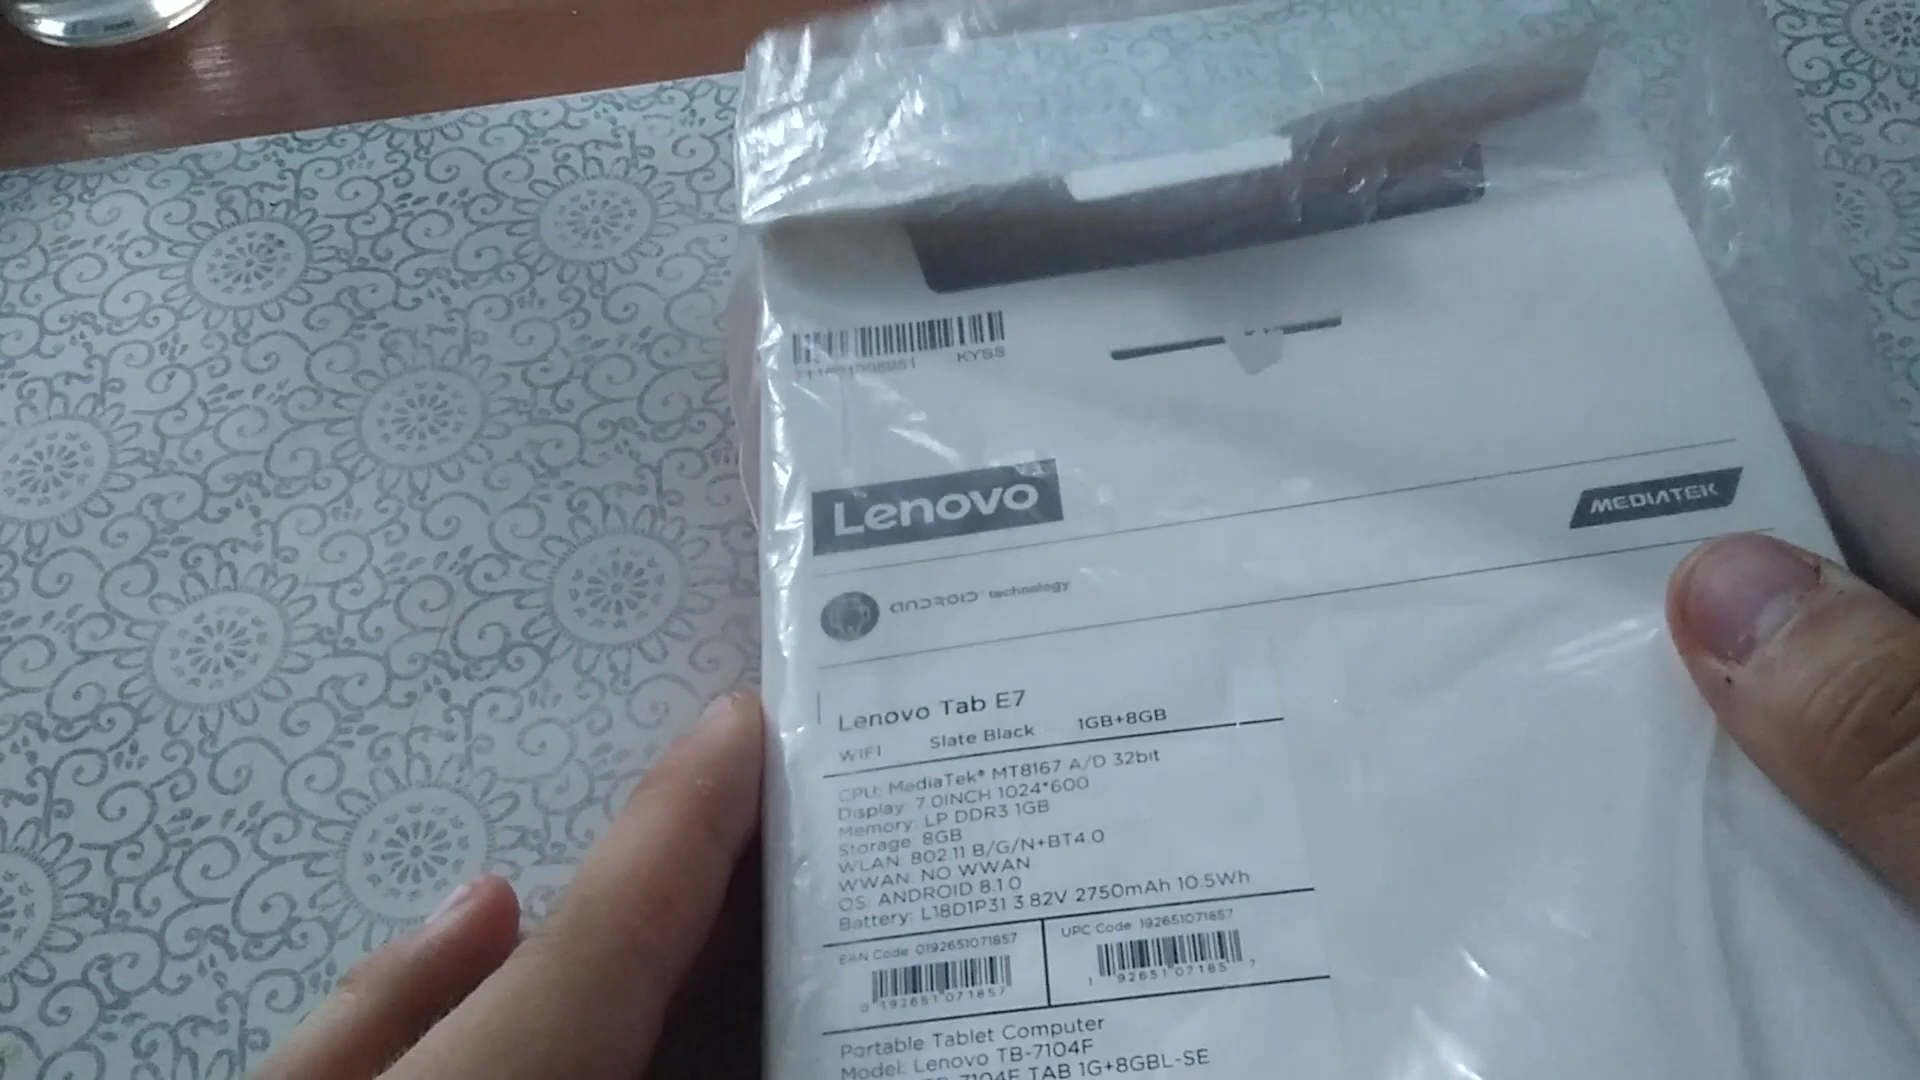 KYSS
Lenovo
MEDIATEK
ANDROID technology
Lenovo Tab E7
WIFI Slate Black 1GB+8GB
CPU: MediaTek® MT8167 A/D 32bit
Display: 7.0INCH 1024*600
Memory: LP DDR3 1GB
Storage: 8GB
WLAN: 802.11 B/G/N+BT4.0
WWAN: NO WWAN
OS: ANDROID 8.1.0
Battery: L18D1P31 3.82V 2750mAh 10.5Wh
EAN Code 0192651071857
UPC Code 192651071857
0 192651 071857
1 92651 07185 7
Portable Tablet Computer
Model: Lenovo TB-7104F
7104F TAB 1G+8GBL-SE